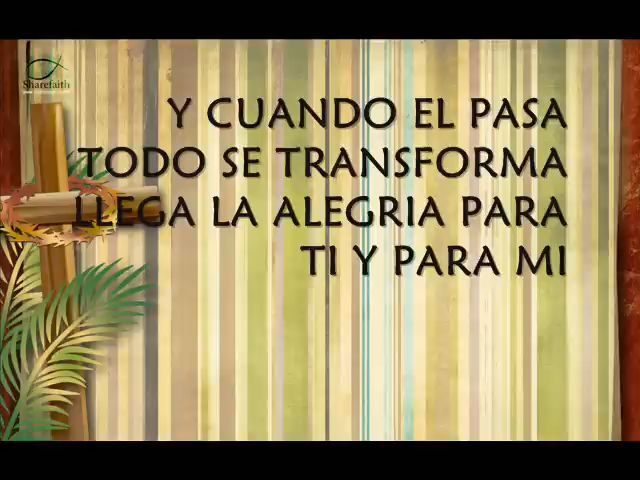 Sharefaith
Y CUANDO EL PASA
TODO SE TRANSFORMA
LLEGA LA ALEGRIA PARA
TI Y PARA MI